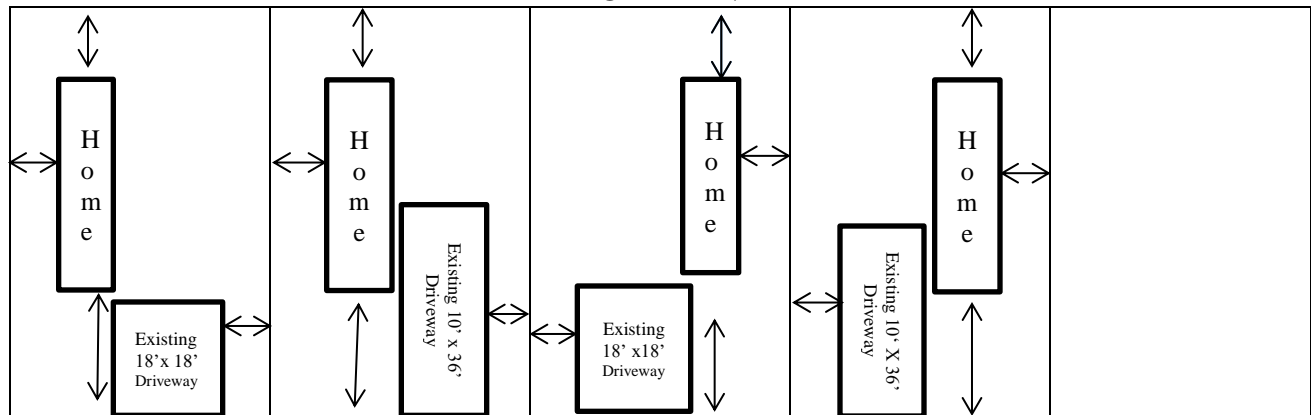 H
o
m
e
Existing
18’x 18’
Driveway
H
o
m
e
Existing 10’ x 36’
Driveway
H
o
m
e
Existing
18’ x18’
Driveway
H
o
m
e
Existing 10‘ X 36’
Driveway